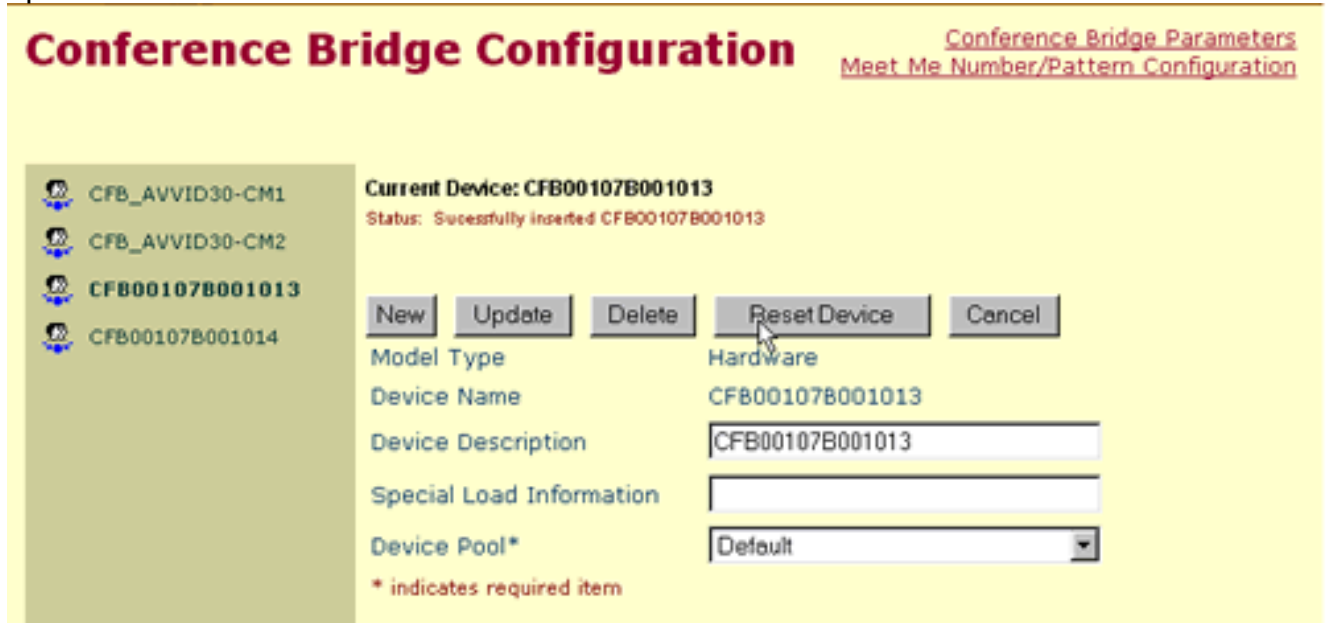 Conference Bridge Configuration
Conference Bridge Parameters
Meet Me Number/Pattern Configuration
CFB_AVVID30-CM1
CFB_AVVID30-CM2
CFB00107B001013
CFB00107B001014
Current Device: CFB00107B001013
Status: Sucessfully inserted CFB00107B001013
New Update Delete Reset Device Cancel
Model Type Hardware
Device Name CFB00107B001013
Device Description CFB00107B001013
Special Load Information
Device Pool* Default
* indicates required item